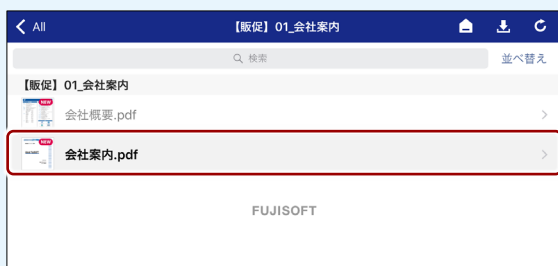 All
【販促】01_会社案内
検索
並べ替え
【販促】01_会社案内
NEW
会社概要.pdf
NEW
会社案内.pdf
FUJISOFT